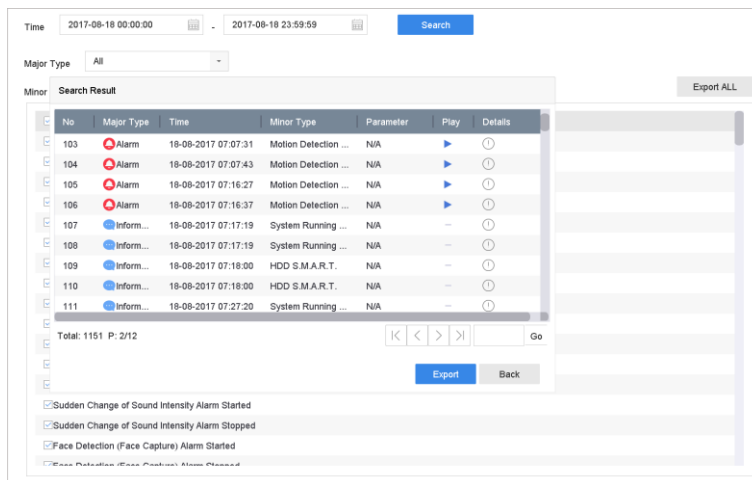 Time 2017-08-18 00:00:00 - 2017-08-18 23:59:59 Search
Major Type All
Minor Search Result Export ALL
No Major Type Time Minor Type Parameter Play Details
103 Alarm 18-08-2017 07:07:31 Motion Detection ... N/A
104 Alarm 18-08-2017 07:07:43 Motion Detection ... N/A
105 Alarm 18-08-2017 07:16:27 Motion Detection ... N/A
106 Alarm 18-08-2017 07:16:37 Motion Detection ... N/A
107 Inform... 18-08-2017 07:17:19 System Running ... N/A —
108 Inform... 18-08-2017 07:17:19 System Running ... N/A —
109 Inform... 18-08-2017 07:18:00 HDD S.M.A.R.T. N/A —
110 Inform... 18-08-2017 07:18:00 HDD S.M.A.R.T. N/A —
111 Inform... 18-08-2017 07:27:20 System Running ... N/A —
Total: 1151 P: 2/12 Go
Export Back
Sudden Change of Sound Intensity Alarm Started
Sudden Change of Sound Intensity Alarm Stopped
Face Detection (Face Capture) Alarm Started
Face Detection (Face Capture) Alarm Stopped